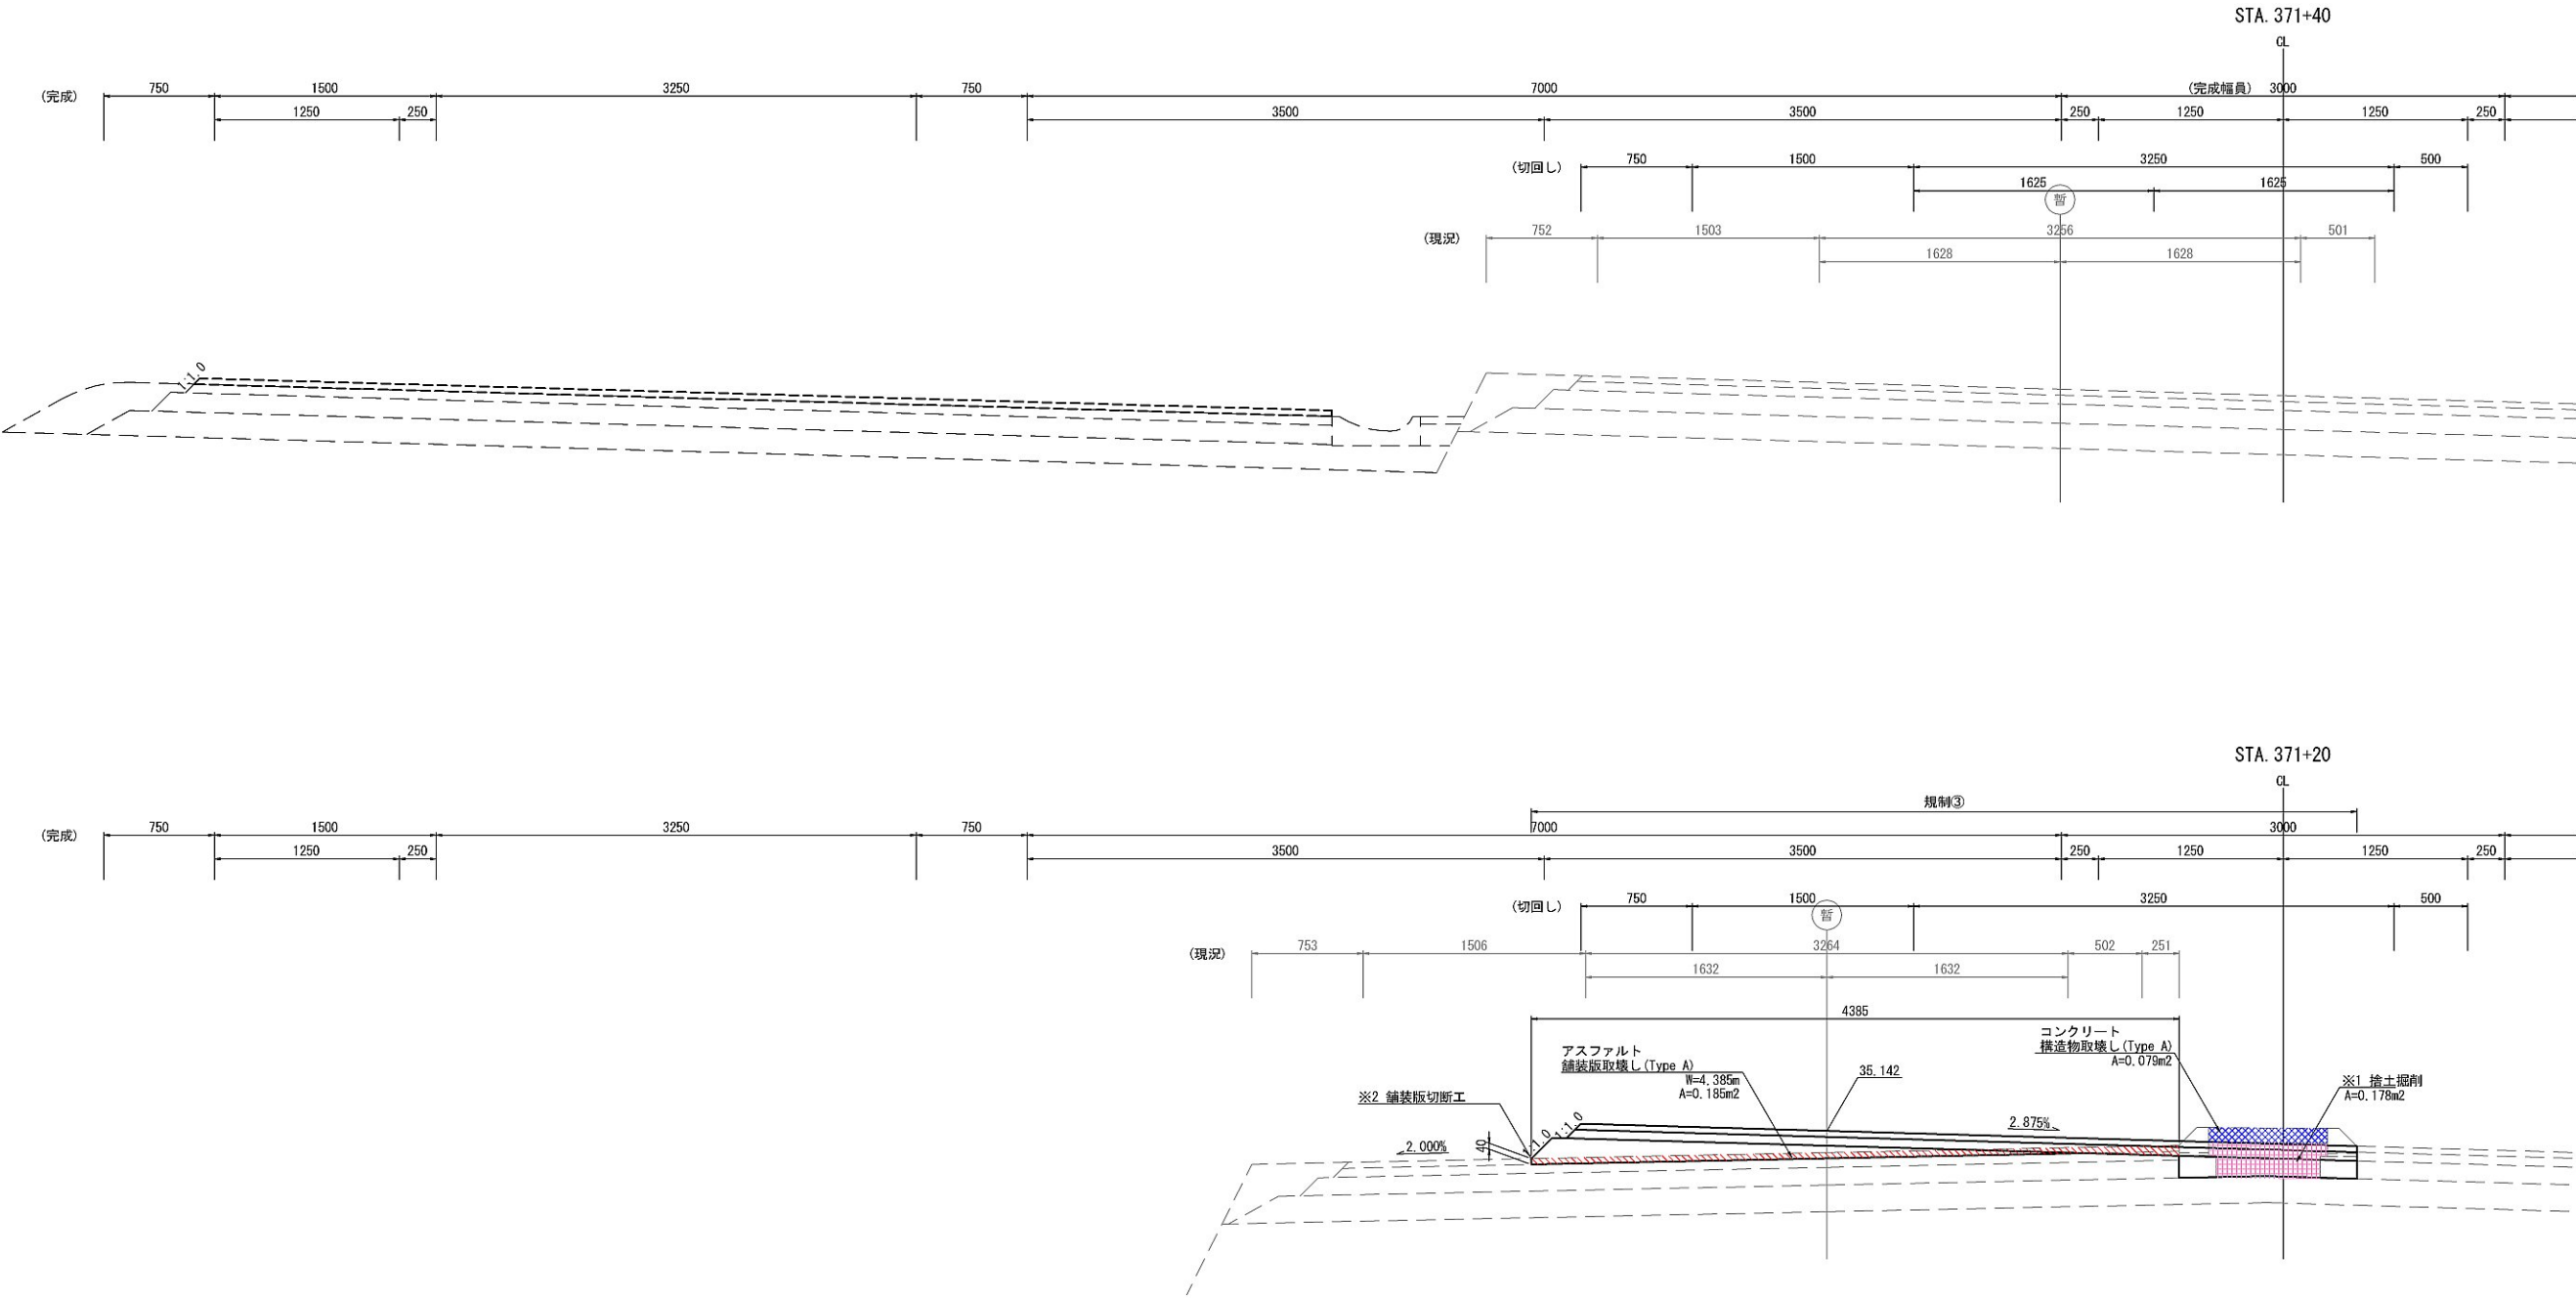 STA. 371+40
CL
(完成) 750 1500 3250 750 7000 (完成幅員) 3000
1250 250 3500 3500 250 1250 1250 250
(切回し) 750 1500 3250 500
1625 1625
暫
(現況) 752 1503 3256 501
1628 1628
1:1.0
STA. 371+20
CL
規制③
(完成) 750 1500 3250 750 7000 3000
1250 250 3500 3500 250 1250 1250 250
(切回し) 750 1500 3250 500
暫
(現況) 753 1506 3264 502 251
1632 1632
4385
コンクリート
構造物取壊し(Type A)
A=0.079m2
アスファルト
舗装版取壊し(Type A)
W=4.385m
A=0.185m2
35.142
※1 捨土掘削
A=0.178m2
※2 舗装版切断工
1:1.0
:1.0
2.875%
2.000%
40